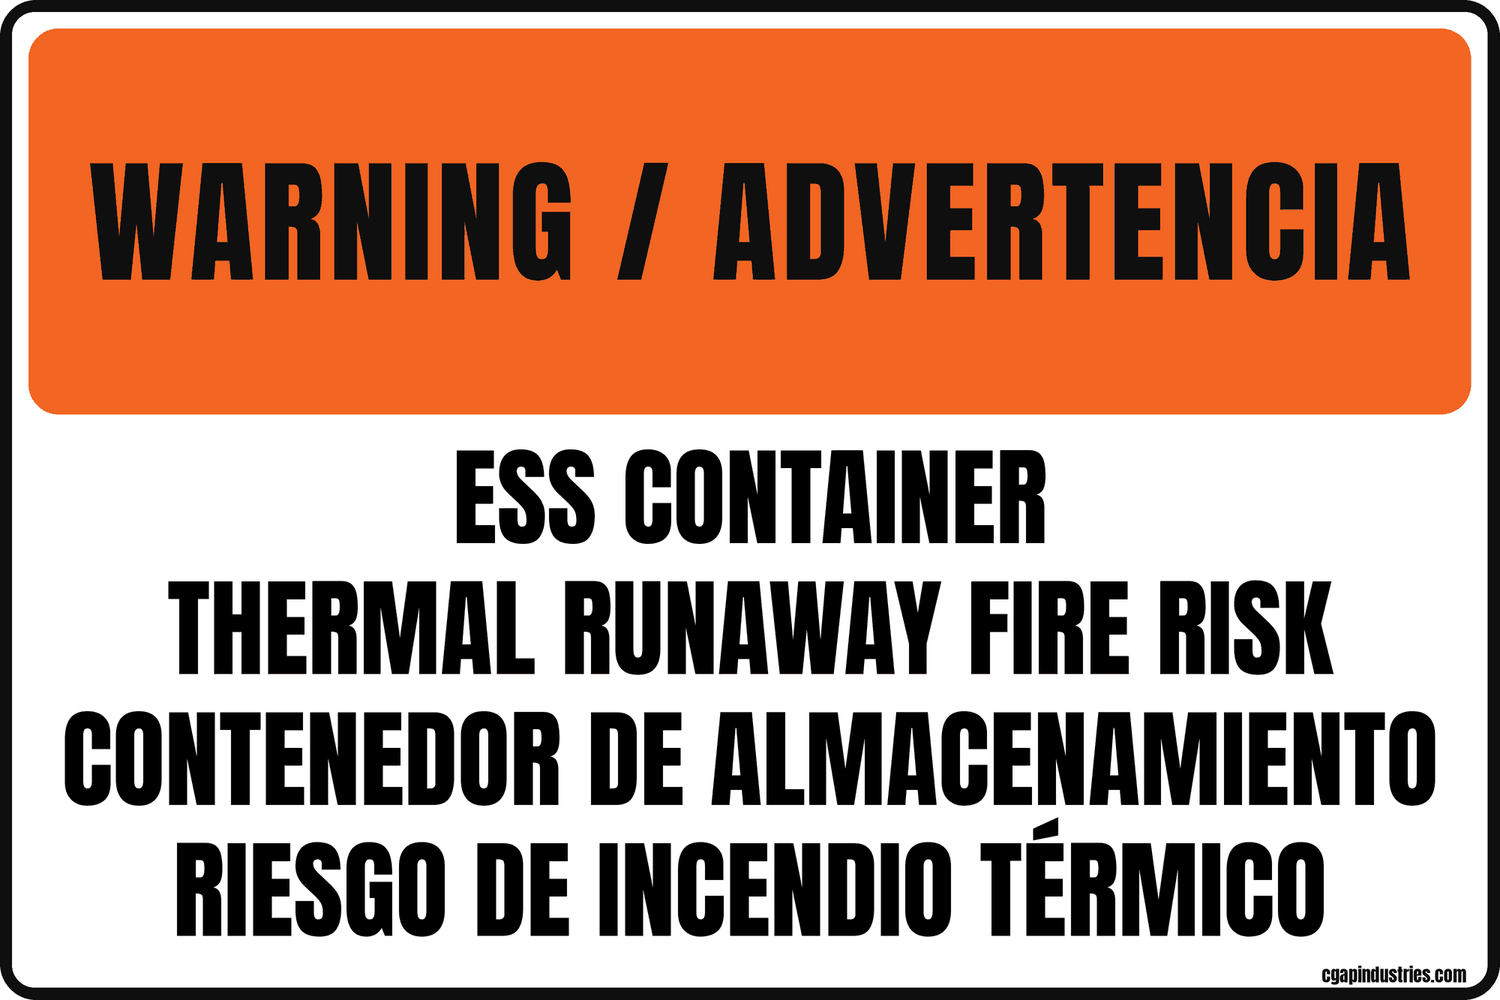 WARNING / ADVERTENCIA
ESS CONTAINER
THERMAL RUNAWAY FIRE RISK
CONTENEDOR DE ALMACENAMIENTO
RIESGO DE INCENDIO TÉRMICO
cgapindustries.com